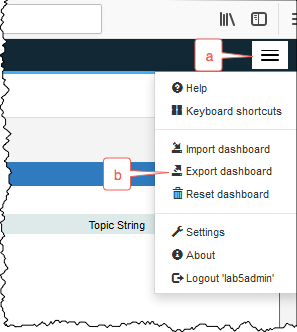 a
Help
Keyboard shortcuts
Import dashboard
b
Export dashboard
Reset dashboard
Topic String
Settings
About
Logout 'lab5admin'